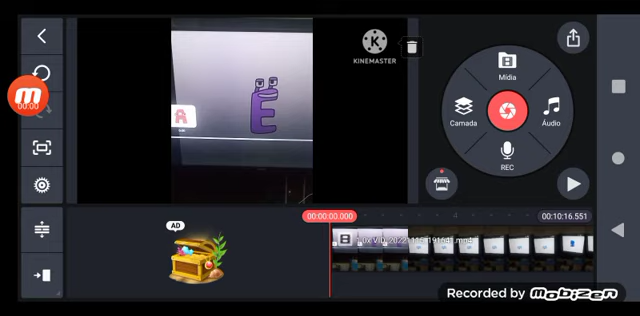 KINEMASTER
Mídia
Camada
Áudio
REC
00:00
A
E
AD
00:00:00.000
4
00:10:16.551
Recorded by MOBIZEN